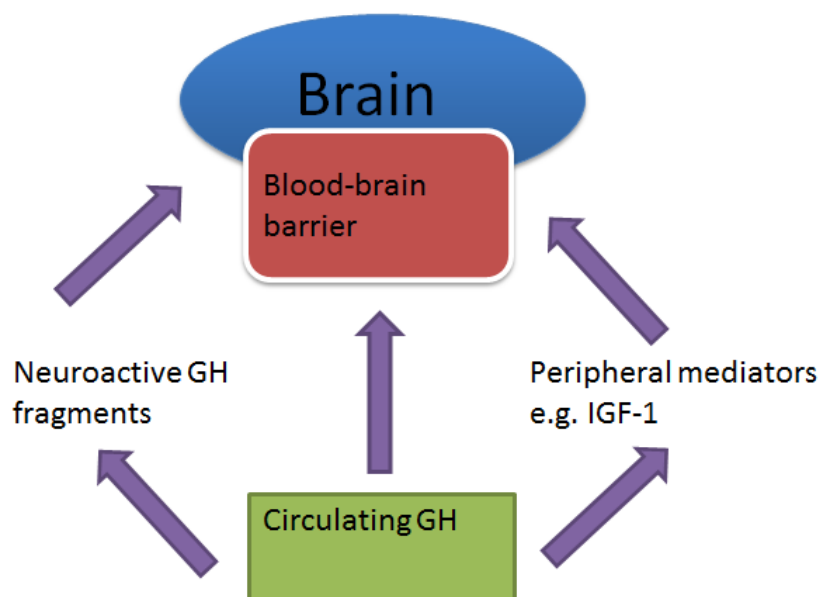 Brain
Blood-brain
barrier
Neuroactive GH
fragments
Peripheral mediators
e.g. IGF-1
Circulating GH